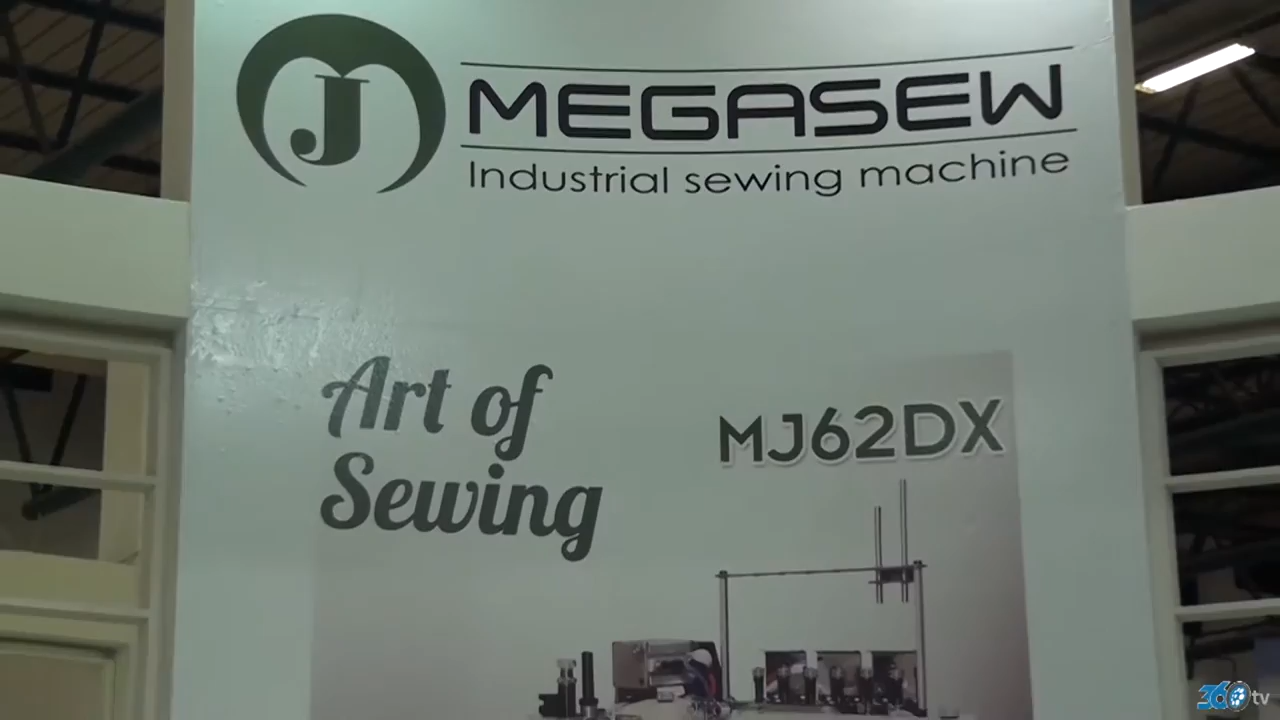 J
MEGASEW
Industrial sewing machine
Art of
Sewing
MJ62DX
360tv